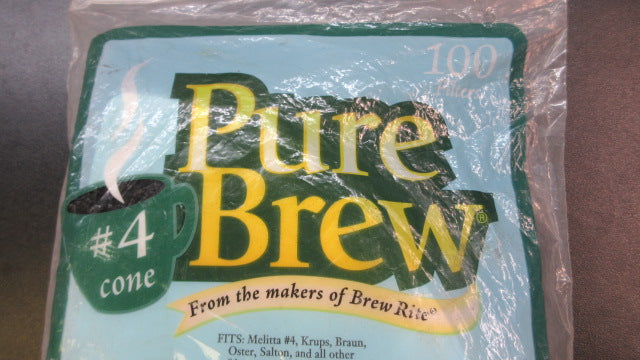 100
Filters
Pure
Brew®
#4
cone
From the makers of Brew Rite®
FITS: Melitta #4, Krups, Braun,
Oster, Salton, and all other